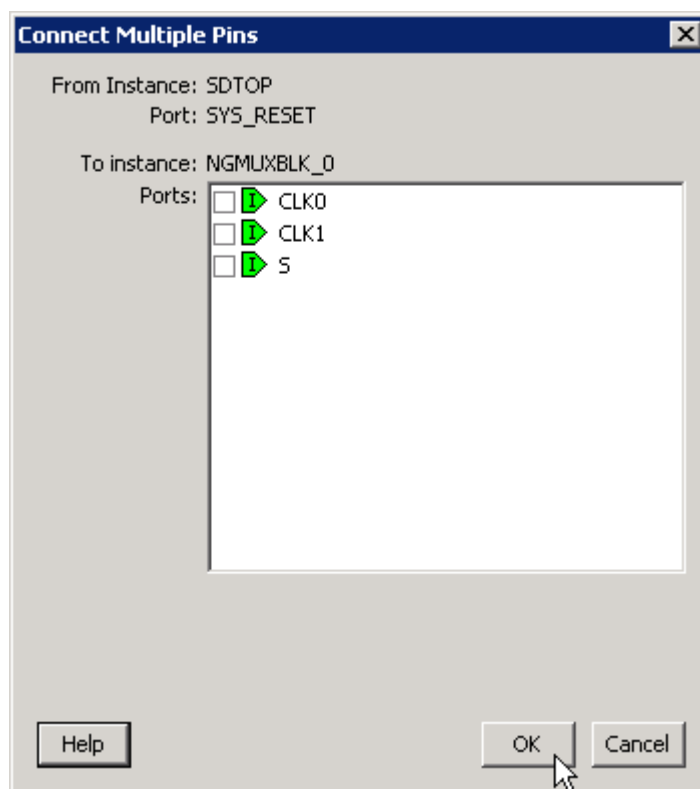 Connect Multiple Pins
From Instance: SDTOP
Port: SYS_RESET
To instance: NGMUXBLK_0
Ports:
I CLK0
I CLK1
I S
Help OK Cancel